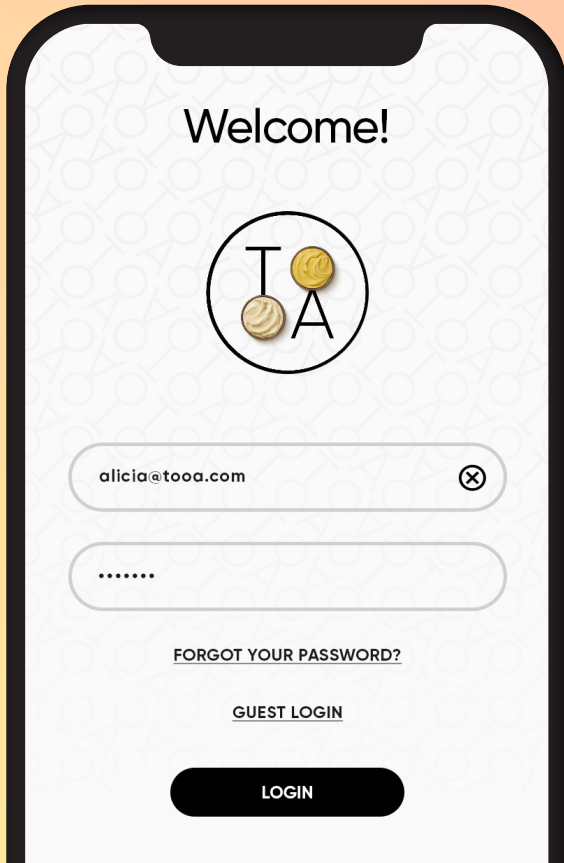 Welcome!
T
A
alicia@tooa.com
•••••••
FORGOT YOUR PASSWORD?
GUEST LOGIN
LOGIN